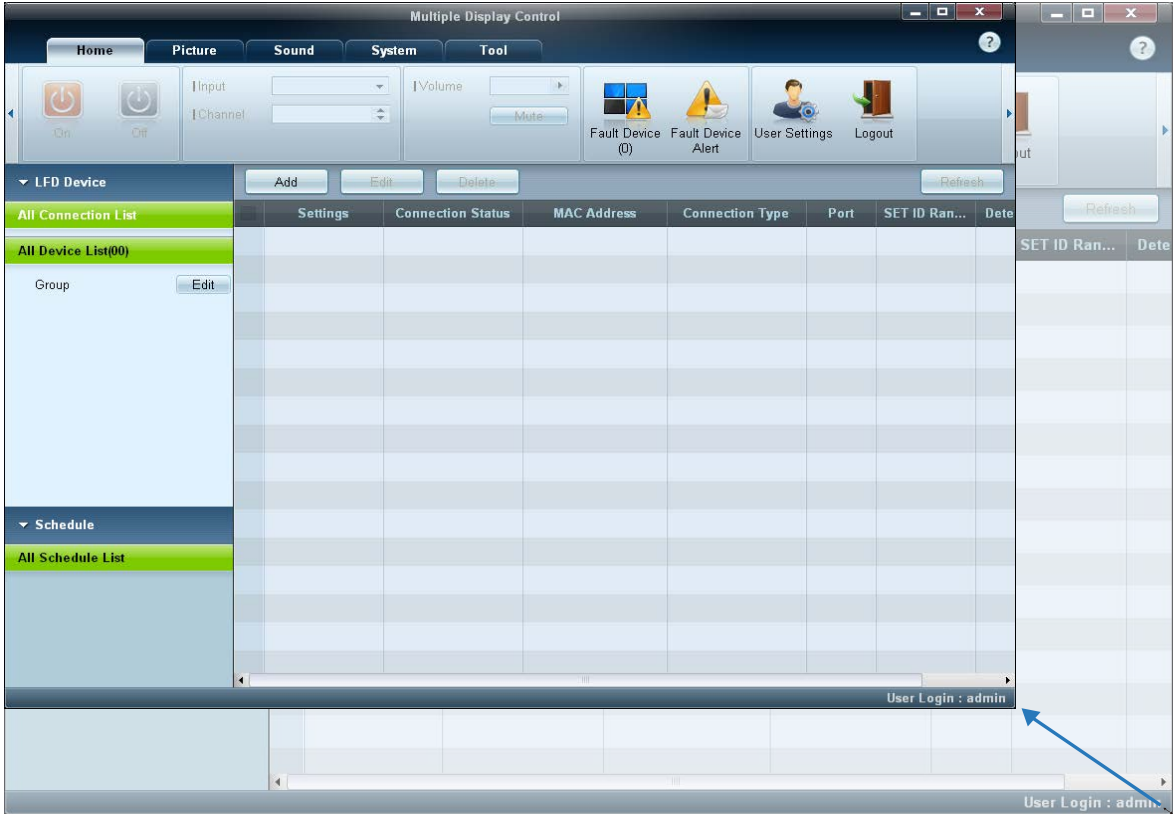 Multiple Display Control
Home Picture Sound System Tool
Input
Channel
On Off
Volume
Mute
Fault Device (0)
Fault Device Alert
User Settings
Logout
LFD Device
Add Edit Delete Refresh
All Connection List
Settings Connection Status MAC Address Connection Type Port SET ID Ran... Dete
All Device List(00)
Group Edit
Schedule
All Schedule List
User Login : admin
?
?
out
Refresh
SET ID Ran... Dete
User Login : admin